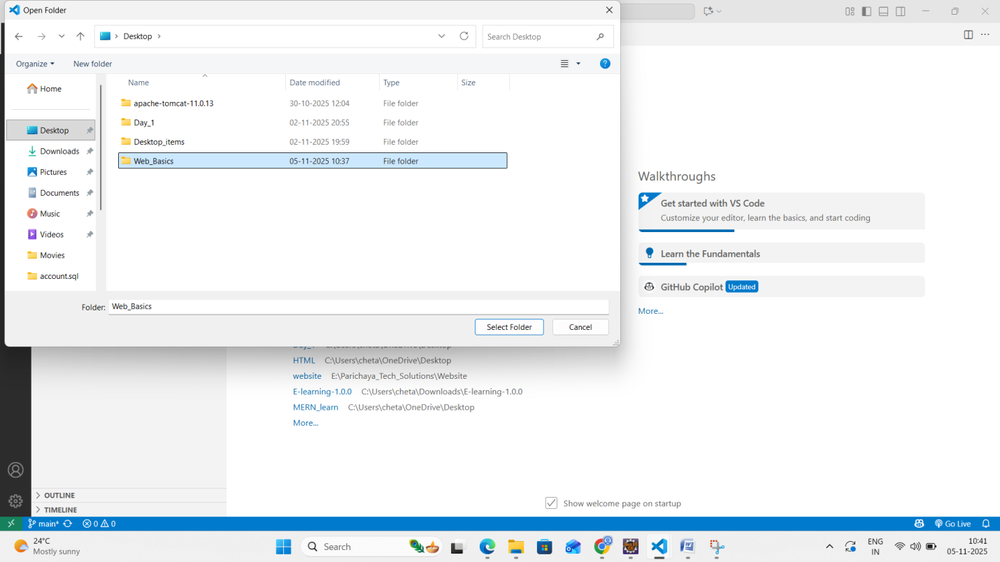 Open Folder
Desktop
Search Desktop
Organize
New folder
Home
Desktop
Downloads
Pictures
Documents
Music
Videos
Movies
account.sql
Name Date modified Type Size
apache-tomcat-11.0.13 30-10-2025 12:04 File folder
Day_1 02-11-2025 20:55 File folder
Desktop_items 02-11-2025 19:59 File folder
Web_Basics 05-11-2025 10:37 File folder
Folder: Web_Basics
Select Folder Cancel
Walkthroughs
Get started with VS Code
Customize your editor, learn the basics, and start coding
Learn the Fundamentals
GitHub Copilot Updated
More...
HTML C:\Users\cheta\OneDrive\Desktop
website E:\Parichaya_Tech_Solutions\Website
E-learning-1.0.0 C:\Users\cheta\Downloads\E-learning-1.0.0
MERN_learn C:\Users\cheta\OneDrive\Desktop
More...
Show welcome page on startup
OUTLINE
TIMELINE
main* 0 0 Go Live
24°C
Mostly sunny
Search
ENG
IN
10:41
05-11-2025